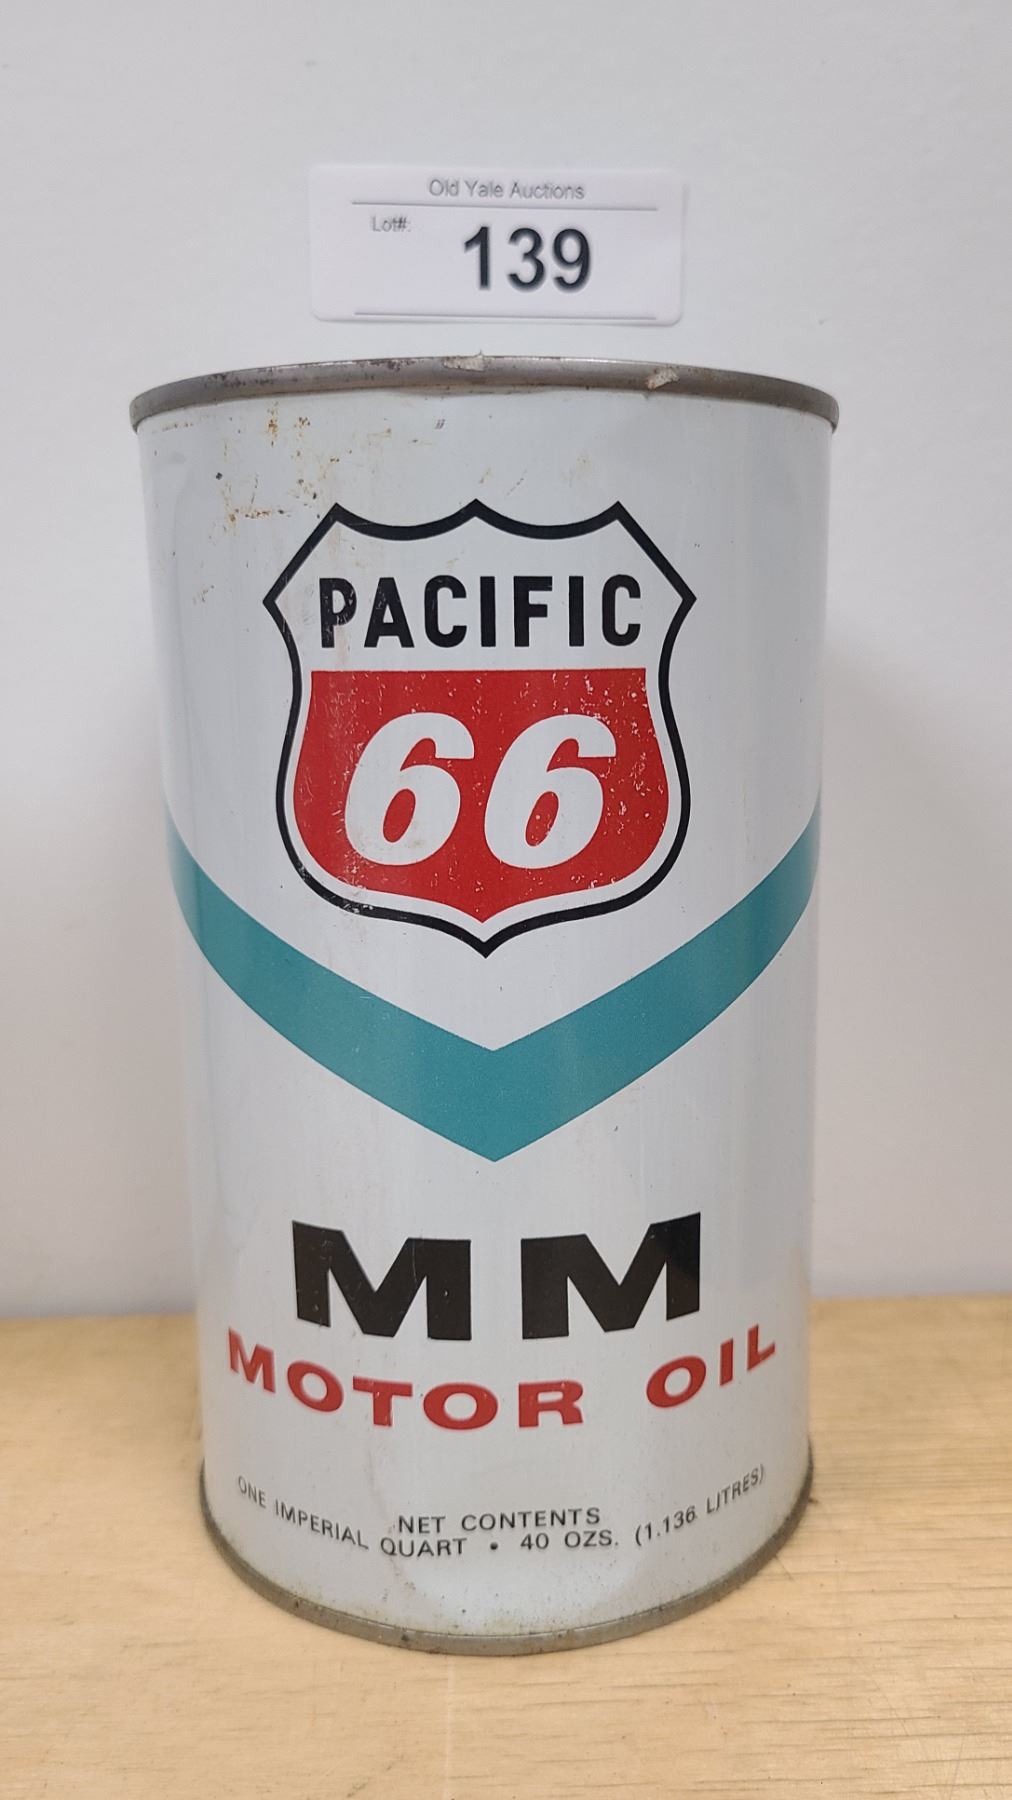 Old Yale Auctions
Lot#: 139
PACIFIC
66
MM
MOTOR OIL
NET CONTENTS
ONE IMPERIAL QUART • 40 OZS. (1.136 LITRES)